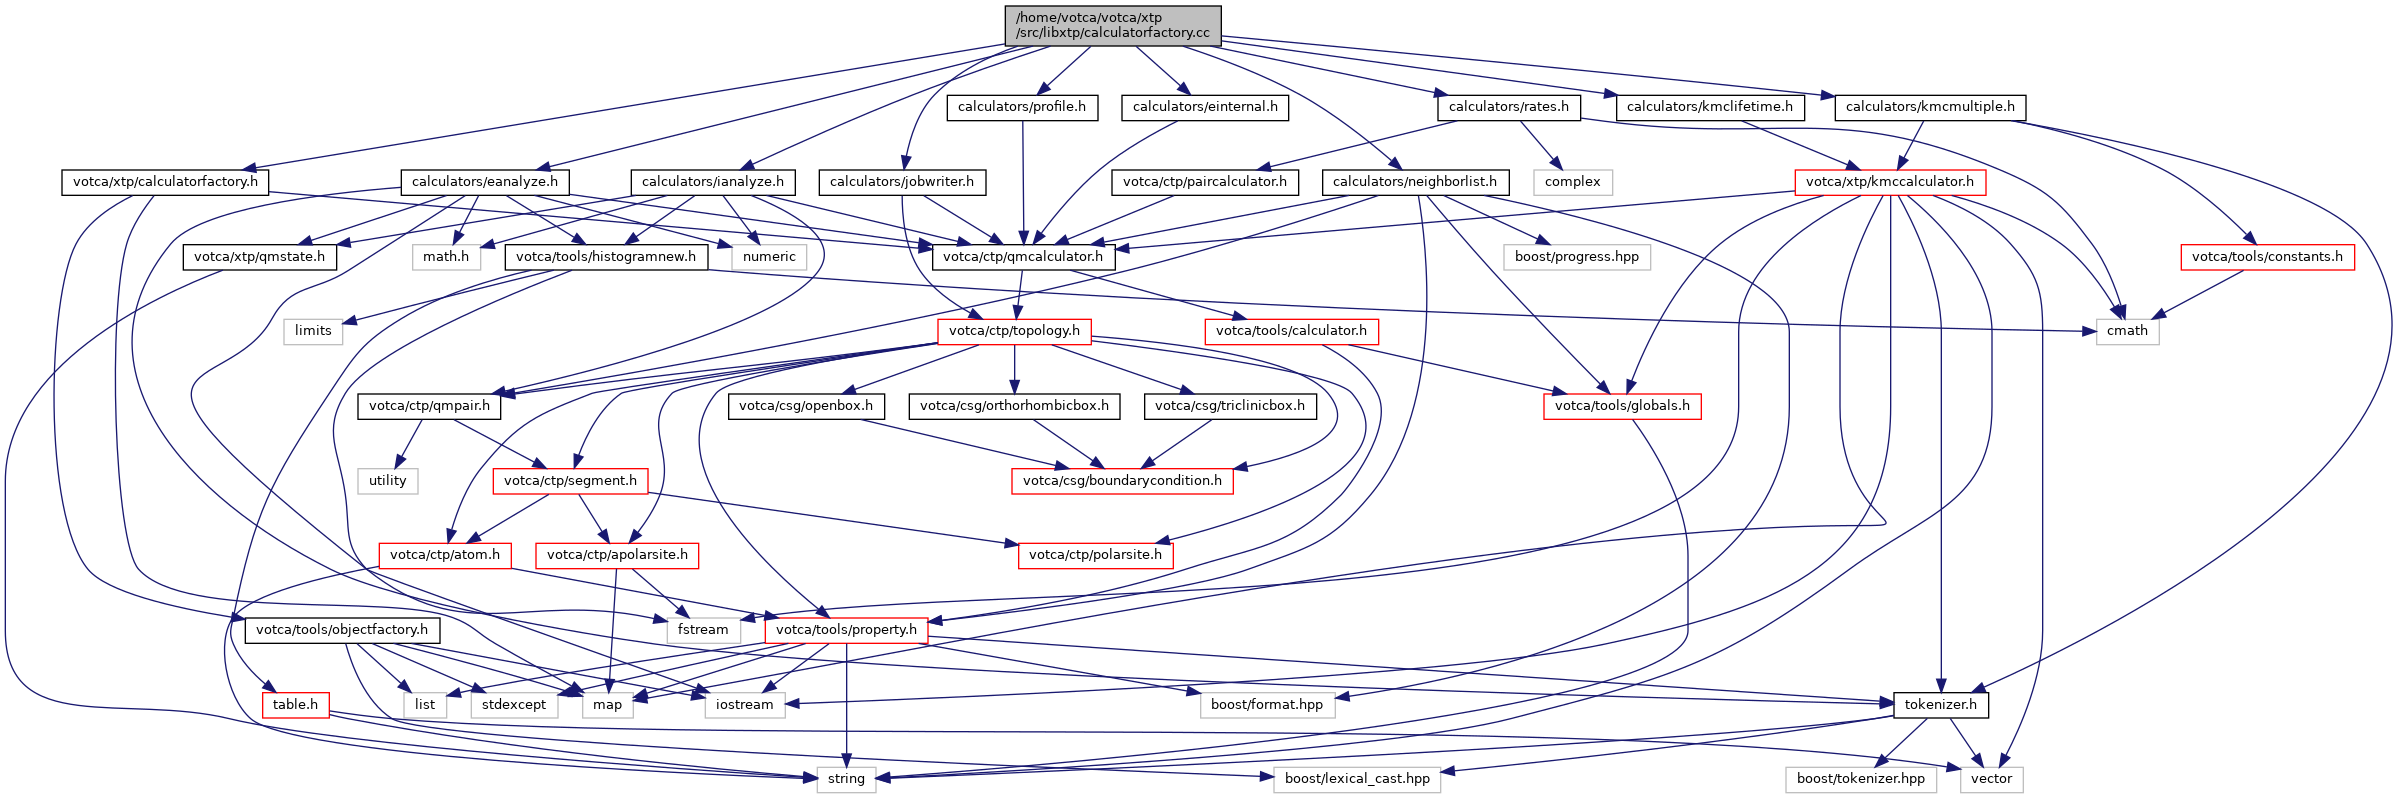 /home/votca/votca/xtp
/src/libxtp/calculatorfactory.cc
calculators/profile.h
calculators/einternal.h
calculators/rates.h
calculators/kmclifetime.h
calculators/kmcmultiple.h
votca/xtp/calculatorfactory.h
calculators/eanalyze.h
calculators/ianalyze.h
calculators/jobwriter.h
votca/ctp/paircalculator.h
calculators/neighborlist.h
complex
votca/xtp/kmccalculator.h
votca/xtp/qmstate.h
math.h
votca/tools/histogramnew.h
numeric
votca/ctp/qmcalculator.h
boost/progress.hpp
votca/tools/constants.h
limits
votca/ctp/topology.h
votca/tools/calculator.h
cmath
votca/ctp/qmpair.h
votca/csg/openbox.h
votca/csg/orthorhombicbox.h
votca/csg/triclinicbox.h
votca/tools/globals.h
utility
votca/ctp/segment.h
votca/csg/boundarycondition.h
votca/ctp/atom.h
votca/ctp/apolarsite.h
votca/ctp/polarsite.h
votca/tools/objectfactory.h
fstream
votca/tools/property.h
table.h
list
stdexcept
map
iostream
boost/format.hpp
tokenizer.h
string
boost/lexical_cast.hpp
boost/tokenizer.hpp
vector